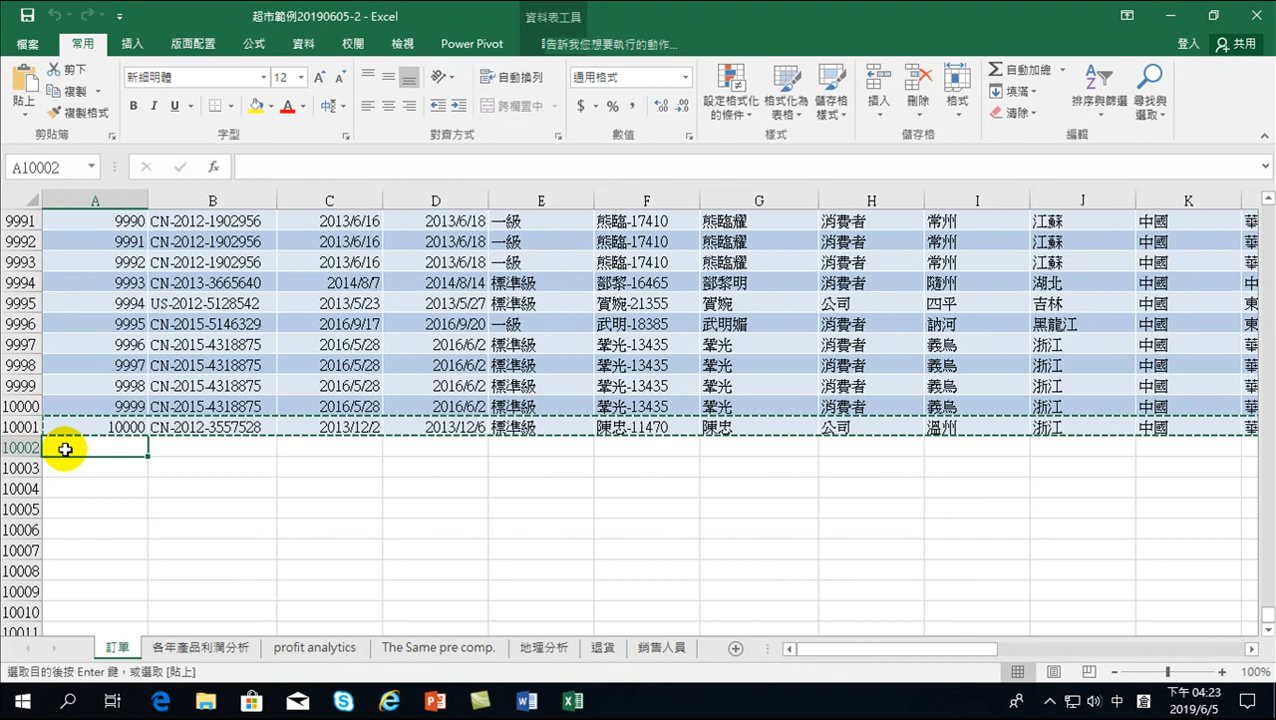 超市範例20190605-2 - Excel
資料表工具
檔案 常用 插入 版面配置 公式 資料 校閱 檢視 Power Pivot 告訴我您想要執行的動作... 登入 共用
貼上 剪下 複製 複製格式 剪貼簿
新細明體 12 A A B I U A 中 字型
自動換列 跨欄置中 對齊方式
通用格式 $ % , 數值
設定格式化的條件 格式化為表格 儲存格樣式 樣式
插入 刪除 格式 儲存格
自動加總 填滿 清除 排序與篩選 尋找與選取 編輯
A10002 fx
A B C D E F G H I J K
9991 9990 CN-2012-1902956 2013/6/16 2013/6/18 一級 熊臨-17410 熊臨耀 消費者 常州 江蘇 中國 華
9992 9991 CN-2012-1902956 2013/6/16 2013/6/18 一級 熊臨-17410 熊臨耀 消費者 常州 江蘇 中國 華
9993 9992 CN-2012-1902956 2013/6/16 2013/6/18 一級 熊臨-17410 熊臨耀 消費者 常州 江蘇 中國 華
9994 9993 CN-2013-3665640 2014/8/7 2014/8/14 標準級 鄒黎-16465 鄒黎明 消費者 隨州 湖北 中國 中
9995 9994 US-2012-5128542 2013/5/23 2013/5/27 標準級 賀婉-21355 賀婉 公司 四平 吉林 中國 東
9996 9995 CN-2015-5146329 2016/9/17 2016/9/20 一級 武明-18385 武明媚 消費者 訥河 黑龍江 中國 東
9997 9996 CN-2015-4318875 2016/5/28 2016/6/2 標準級 鞏光-13435 鞏光 消費者 義烏 浙江 中國 華
9998 9997 CN-2015-4318875 2016/5/28 2016/6/2 標準級 鞏光-13435 鞏光 消費者 義烏 浙江 中國 華
9999 9998 CN-2015-4318875 2016/5/28 2016/6/2 標準級 鞏光-13435 鞏光 消費者 義烏 浙江 中國 華
10000 9999 CN-2015-4318875 2016/5/28 2016/6/2 標準級 鞏光-13435 鞏光 消費者 義烏 浙江 中國 華
10001 10000 CN-2012-3557528 2013/12/2 2013/12/6 標準級 陳忠-11470 陳忠 公司 溫州 浙江 中國 華
10002
10003
10004
10005
10006
10007
10008
10009
10010
10011
訂單 各年產品利潤分析 profit analytics The Same pre comp. 地理分析 退貨 銷售人員
選取目的後按 Enter 鍵，或選取 [貼上] 100%
中 倉 下午 04:23
2019/6/5